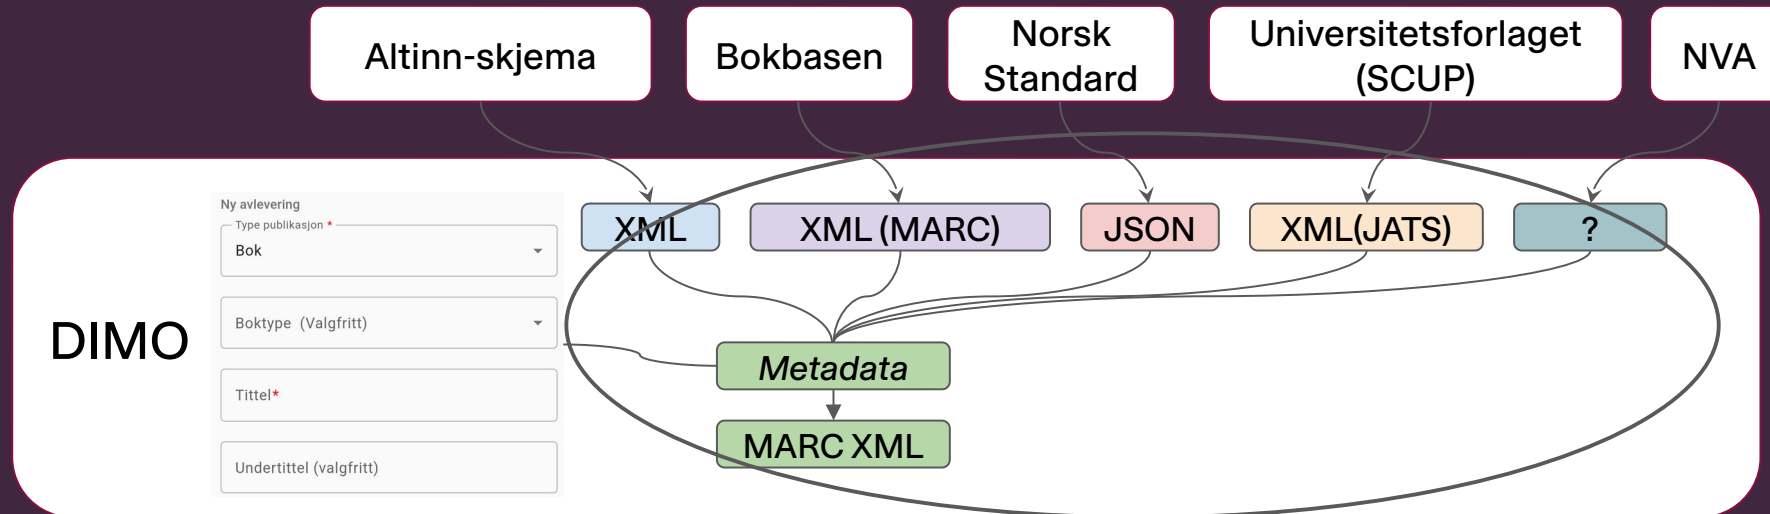 Altinn-skjema
Bokbasen
Norsk
Standard
Universitetsforlaget
(SCUP)
NVA
DIMO
Ny avlevering
Type publikasjon *
Bok
Boktype (Valgfritt)
Tittel*
Undertittel (valgfritt)
XML
XML (MARC)
JSON
XML(JATS)
?
Metadata
MARC XML